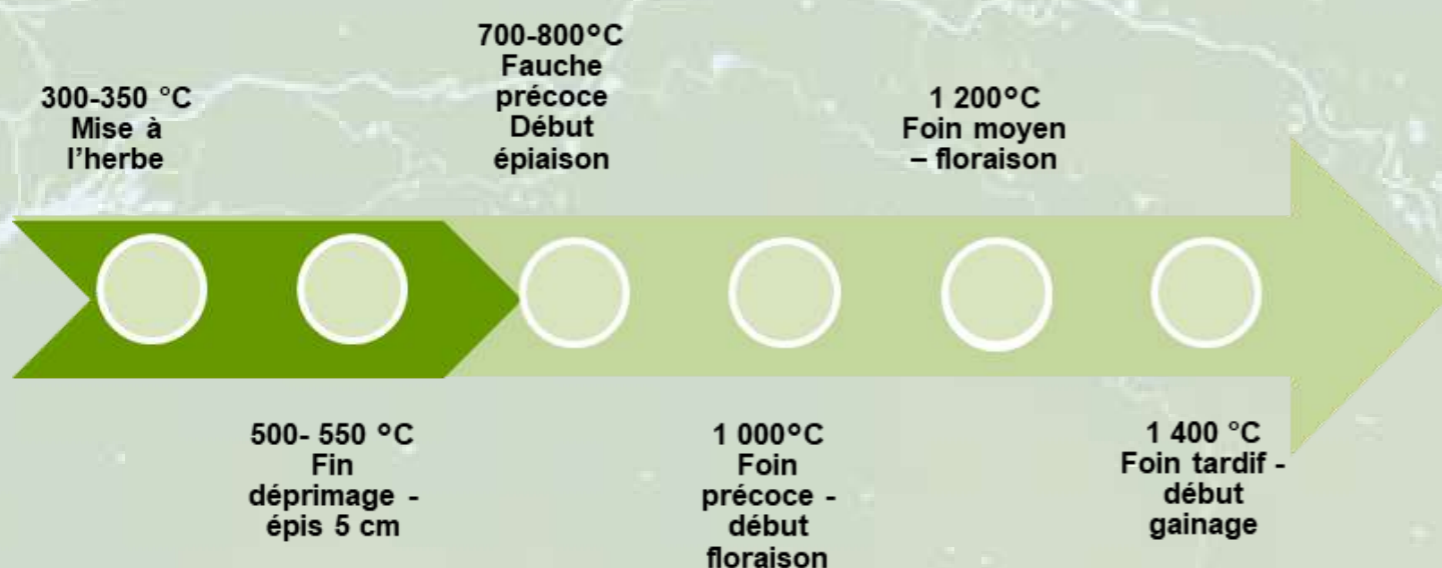 300-350 °C
Mise à
l'herbe
500- 550 °C
Fin
déprimage -
épis 5 cm
700-800°C
Fauche
précoce
Début
épiaison
1 000°C
Foin
précoce -
début
floraison
1 200°C
Foin moyen
– floraison
1 400 °C
Foin tardif -
début
gainage